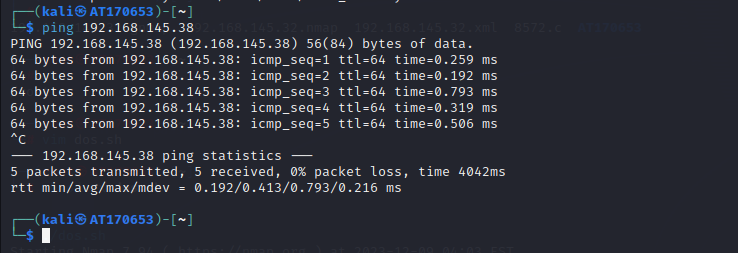 ┌──(kali㉿AT170653)-[~]
└─$ ping 192.168.145.38
PING 192.168.145.38 (192.168.145.38) 56(84) bytes of data.
64 bytes from 192.168.145.38: icmp_seq=1 ttl=64 time=0.259 ms
64 bytes from 192.168.145.38: icmp_seq=2 ttl=64 time=0.192 ms
64 bytes from 192.168.145.38: icmp_seq=3 ttl=64 time=0.793 ms
64 bytes from 192.168.145.38: icmp_seq=4 ttl=64 time=0.319 ms
64 bytes from 192.168.145.38: icmp_seq=5 ttl=64 time=0.506 ms
^C
--- 192.168.145.38 ping statistics ---
5 packets transmitted, 5 received, 0% packet loss, time 4042ms
rtt min/avg/max/mdev = 0.192/0.413/0.793/0.216 ms
┌──(kali㉿AT170653)-[~]
└─$